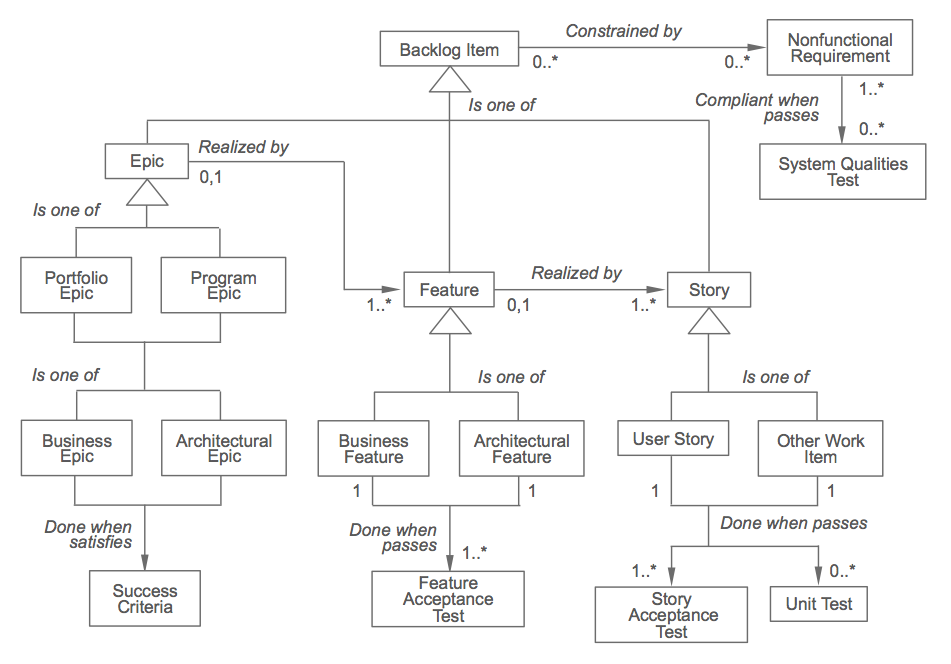 Backlog Item
Constrained by
0..*
0..*
Nonfunctional
Requirement
1..*
Compliant when
passes
0..*
System Qualities
Test
Is one of
Epic
Realized by
0,1
Is one of
Portfolio
Epic
Program
Epic
1..*
Feature
Realized by
0,1
1..*
Story
Is one of
Business
Epic
Architectural
Epic
Done when
satisfies
Success
Criteria
Is one of
Business
Feature
Architectural
Feature
1
1
Done when
passes
1..*
Feature
Acceptance
Test
Is one of
User Story
Other Work
Item
1
1
Done when passes
1..*
0..*
Story
Acceptance
Test
Unit Test